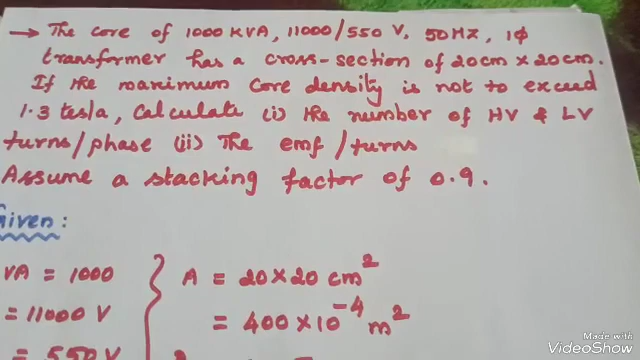 → The core of 1000 KVA, 11000/550 V, 50Hz, 1ϕ
transformer has a cross-section of 20cm x 20cm.
If the maximum core density is not to exceed
1.3 tesla, Calculate (i) the number of HV & LV
turns/phase (ii) The emf/turns
Assume a stacking factor of 0.9.
Given:
VA = 1000
= 11000 V
= 550 V
A = 20 × 20 cm²
= 400 × 10⁻⁴ m²
Made with
VideoShow